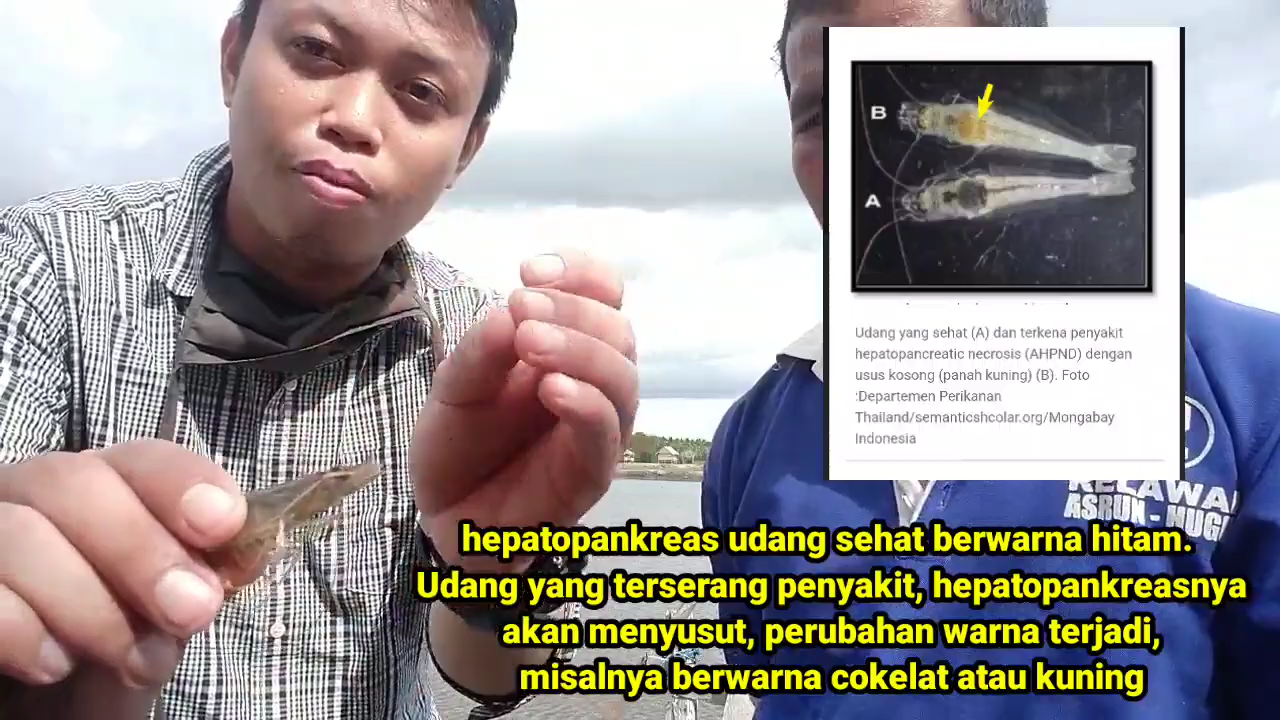 B
A
Udang yang sehat (A) dan terkena penyakit
hepatopancreatic necrosis (AHPND) dengan
usus kosong (panah kuning) (B). Foto
:Departemen Perikanan
Thailand/semanticshcolar.org/Mongabay
Indonesia
ASRUN - HUGI
hepatopankreas udang sehat berwarna hitam.
Udang yang terserang penyakit, hepatopankreasnya
akan menyusut, perubahan warna terjadi,
misalnya berwarna cokelat atau kuning